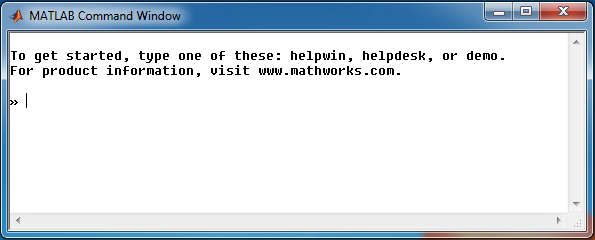 MATLAB Command Window
To get started, type one of these: helpwin, helpdesk, or demo.
For product information, visit www.mathworks.com.
»